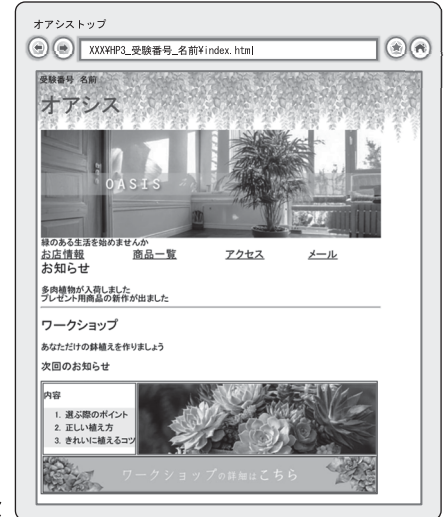 オアシストップ
XXX¥HP3_受験番号_名前¥index.html
受験番号 名前
オアシス
OASIS
緑のある生活を始めませんか
お店情報 商品一覧 アクセス メール
お知らせ
多肉植物が入荷しました
プレゼント用商品の新作が出ました
ワークショップ
あなただけの鉢植えを作りましょう
次回のお知らせ
内容
1. 選ぶ際のポイント
2. 正しい植え方
3. きれいに植えるコツ
ワークショップの詳細はこちら